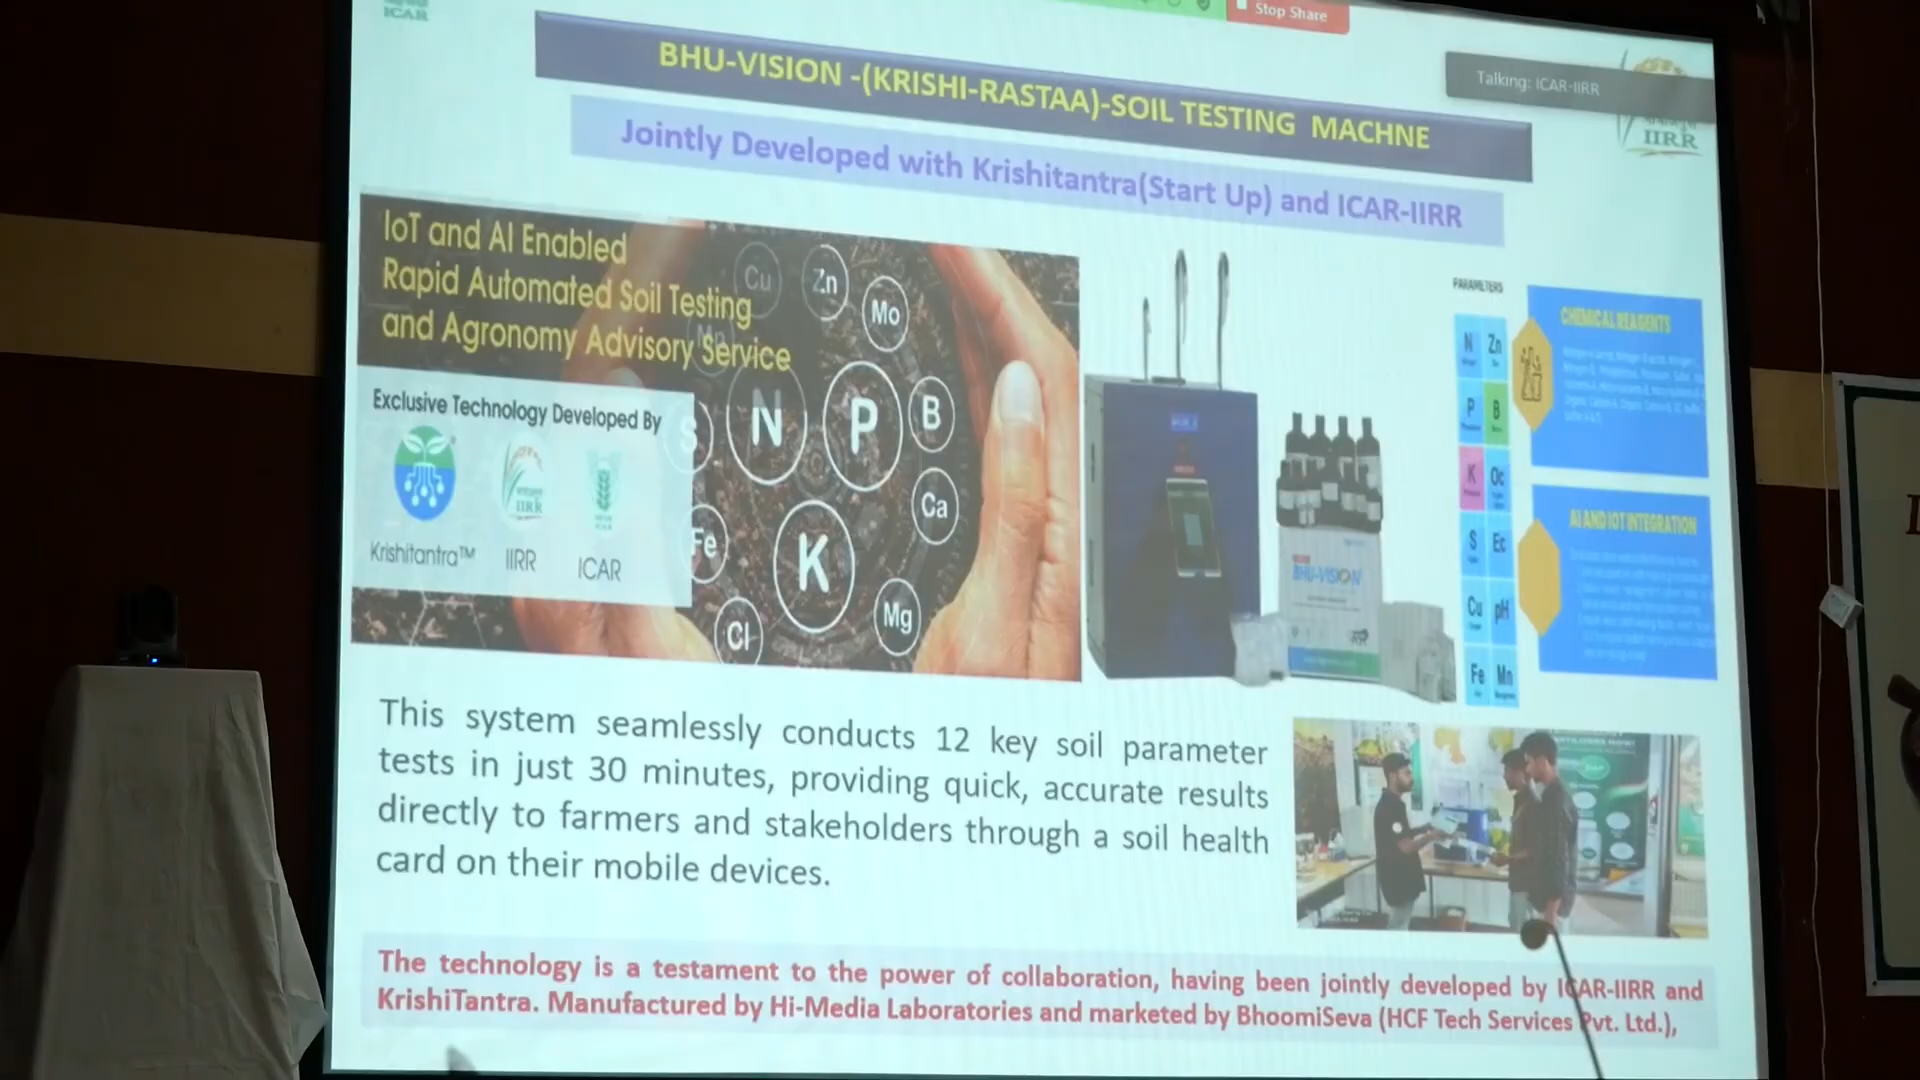 ICAR
Stop Share
Talking: ICAR-IIRR
IIRR
BHU-VISION -(KRISHI-RASTAA)-SOIL TESTING MACHNE
Jointly Developed with Krishitantra(Start Up) and ICAR-IIRR
IoT and AI Enabled
Rapid Automated Soil Testing
and Agronomy Advisory Service
Exclusive Technology Developed By
IIRR
Krishitantra™ IIRR ICAR
Cu Zn Mo
Mn
S N P B
Fe K Ca
Cl Mg
BHU-VISION
PARAMETERS
N Zn
P B
K Oc
S Ec
Cu pH
Fe Mn
CHEMICAL REAGENTS
AI AND IOT INTEGRATION
This system seamlessly conducts 12 key soil parameter
tests in just 30 minutes, providing quick, accurate results
directly to farmers and stakeholders through a soil health
card on their mobile devices.
The technology is a testament to the power of collaboration, having been jointly developed by ICAR-IIRR and
KrishiTantra. Manufactured by Hi-Media Laboratories and marketed by BhoomiSeva (HCF Tech Services Pvt. Ltd.),